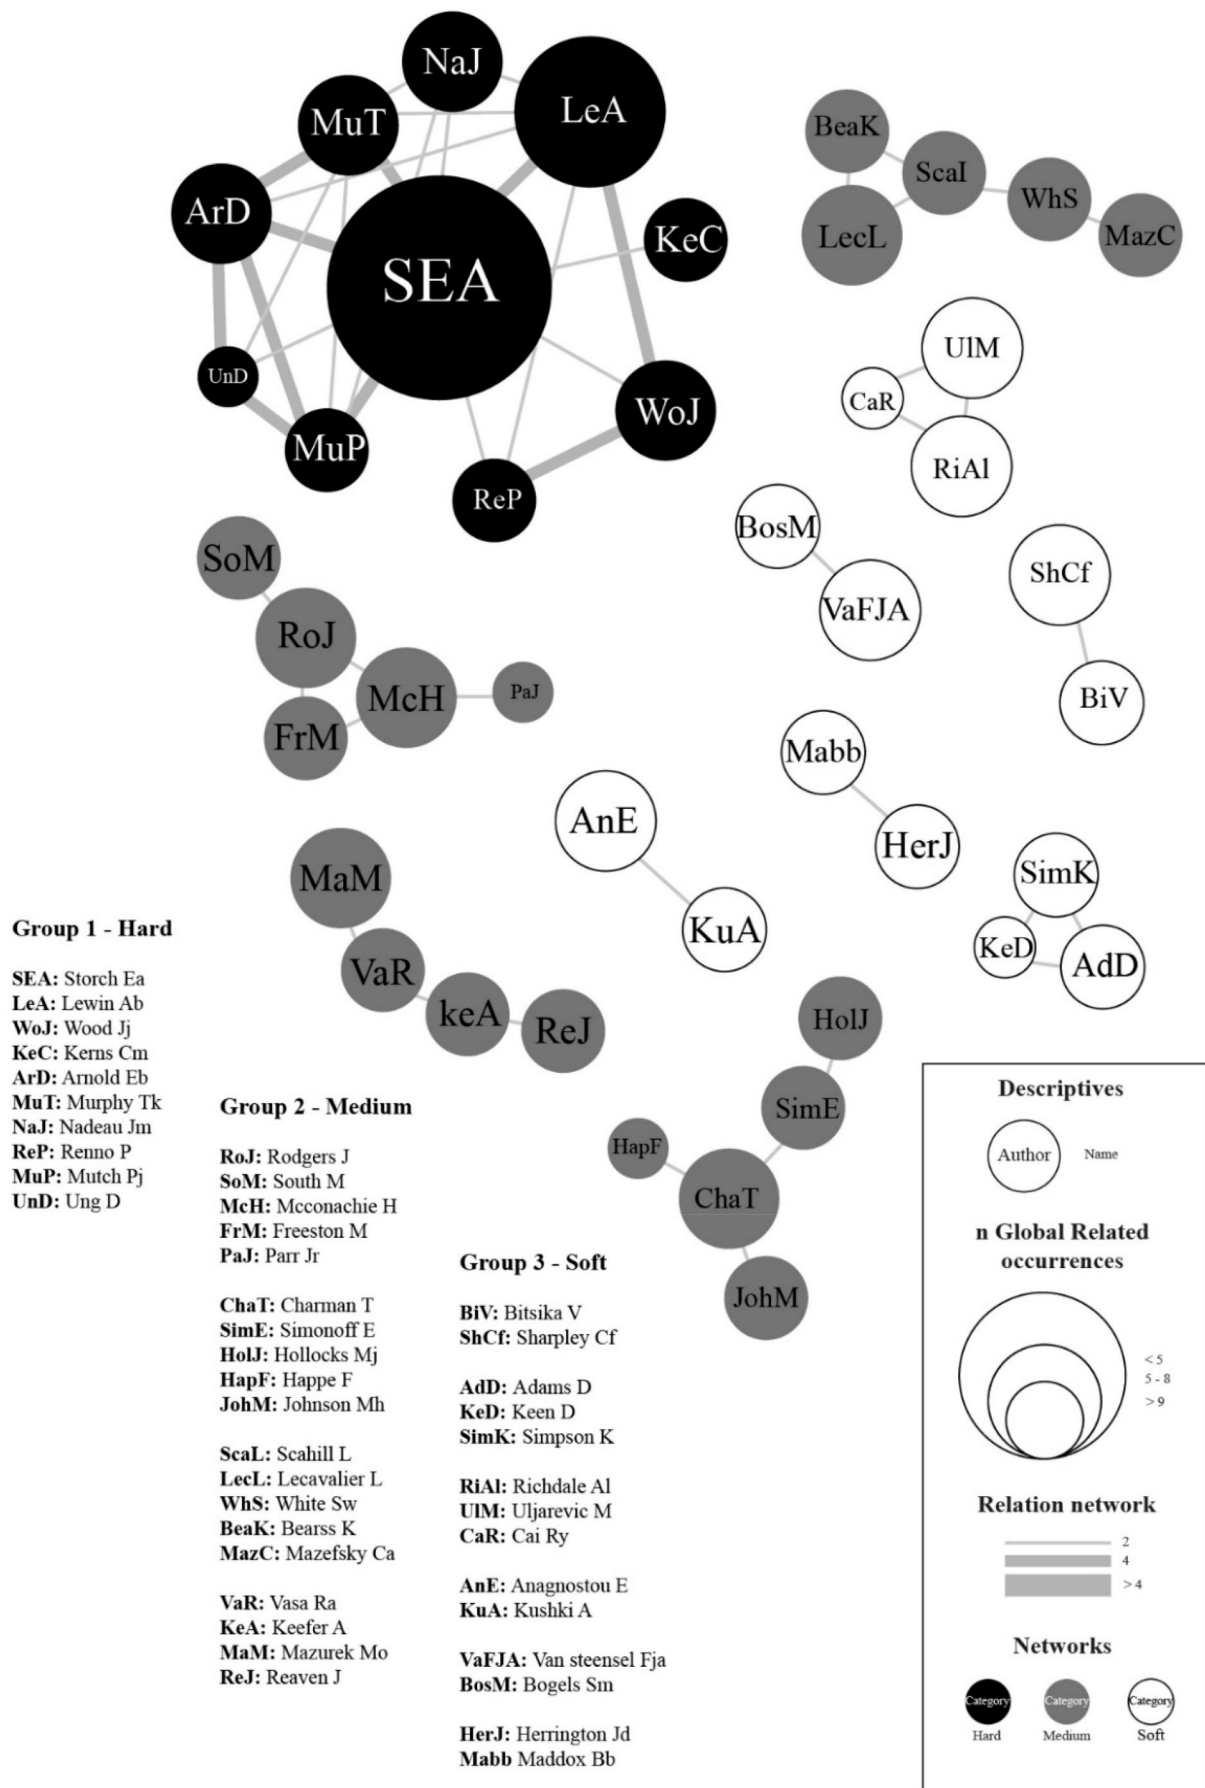 NaJ
LeA
MuT
ArD
SEA
KeC
UnD
MuP
WoJ
ReP
BeaK
ScaI
WhS
LecL
MazC
UlM
CaR
RiAl
BosM
VaFJA
ShCf
BiV
SoM
RoJ
McH
PaJ
FrM
Mabb
HerJ
AnE
KuA
SimK
KeD
AdD
MaM
VaR
keA
ReJ
HolJ
SimE
HapF
ChaT
JohM
Group 1 - Hard
SEA: Storch Ea
LeA: Lewin Ab
WoJ: Wood Jj
KeC: Kerns Cm
ArD: Arnold Eb
MuT: Murphy Tk
NaJ: Nadeau Jm
ReP: Renno P
MuP: Mutch Pj
UnD: Ung D
Group 2 - Medium
RoJ: Rodgers J
SoM: South M
McH: Mcconachie H
FrM: Freeston M
PaJ: Parr Jr
ChaT: Charman T
SimE: Simonoff E
HolJ: Hollocks Mj
HapF: Happe F
JohM: Johnson Mh
ScaL: Scahill L
LecL: Lecavalier L
WhS: White Sw
BeaK: Bearss K
MazC: Mazefsky Ca
VaR: Vasa Ra
KeA: Keefer A
MaM: Mazurek Mo
ReJ: Reaven J
Group 3 - Soft
BiV: Bitsika V
ShCf: Sharpley Cf
AdD: Adams D
KeD: Keen D
SimK: Simpson K
RiAl: Richdale Al
UlM: Uljarevic M
CaR: Cai Ry
AnE: Anagnostou E
KuA: Kushki A
VaFJA: Van steensel Fja
BosM: Bogels Sm
HerJ: Herrington Jd
Mabb Maddox Bb
Descriptives
Author Name
n Global Related
occurrences
< 5
5 - 8
> 9
Relation network
2
4
> 4
Networks
Category Category Category
Hard Medium Soft